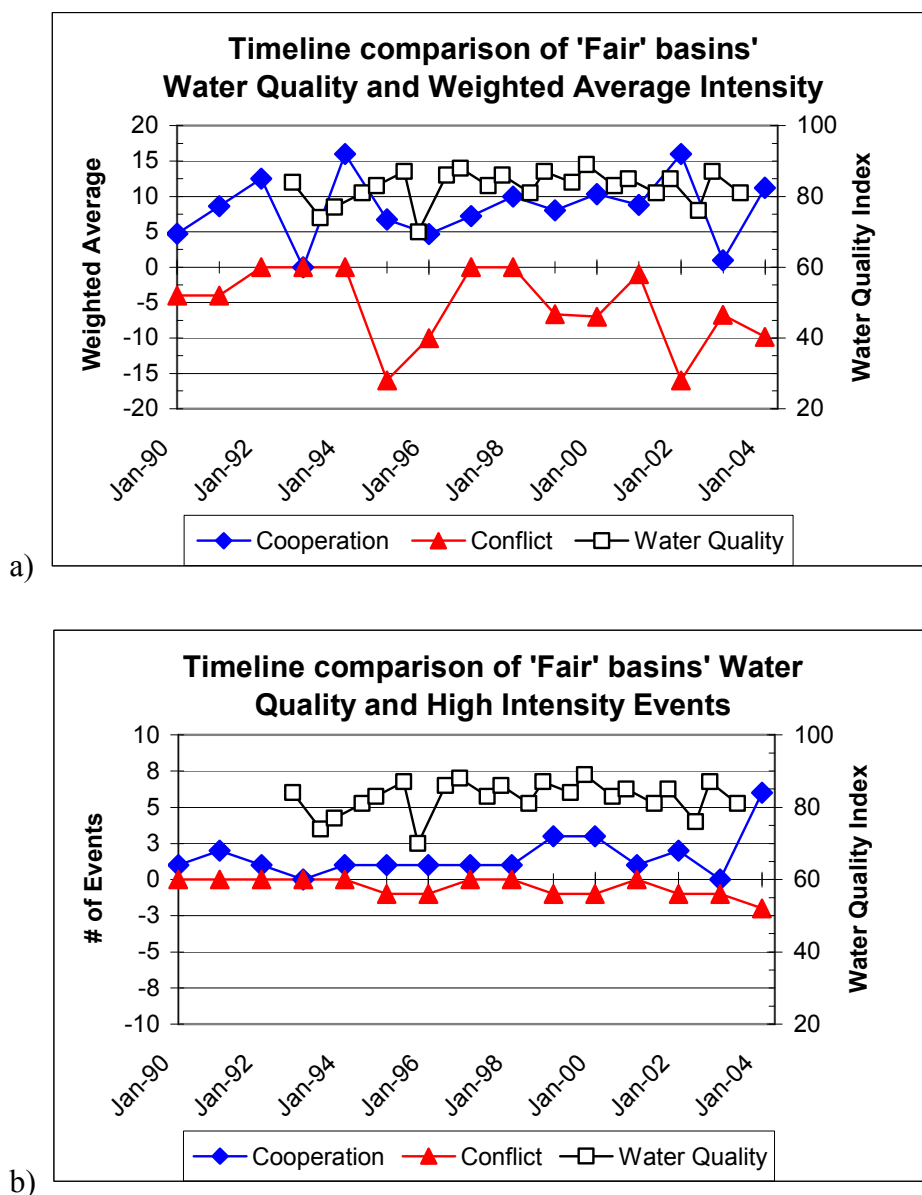 Timeline comparison of 'Fair' basins'
Water Quality and Weighted Average Intensity
20
15
10
5
0
-5
-10
-15
-20
Weighted Average
100
80
60
40
20
Water Quality Index
Jan-90
Jan-92
Jan-94
Jan-96
Jan-98
Jan-00
Jan-02
Jan-04
Cooperation Conflict Water Quality
a)
Timeline comparison of 'Fair' basins' Water
Quality and High Intensity Events
10
8
5
3
0
-3
-5
-8
-10
# of Events
100
80
60
40
20
Water Quality Index
Jan-90
Jan-92
Jan-94
Jan-96
Jan-98
Jan-00
Jan-02
Jan-04
Cooperation Conflict Water Quality
b)